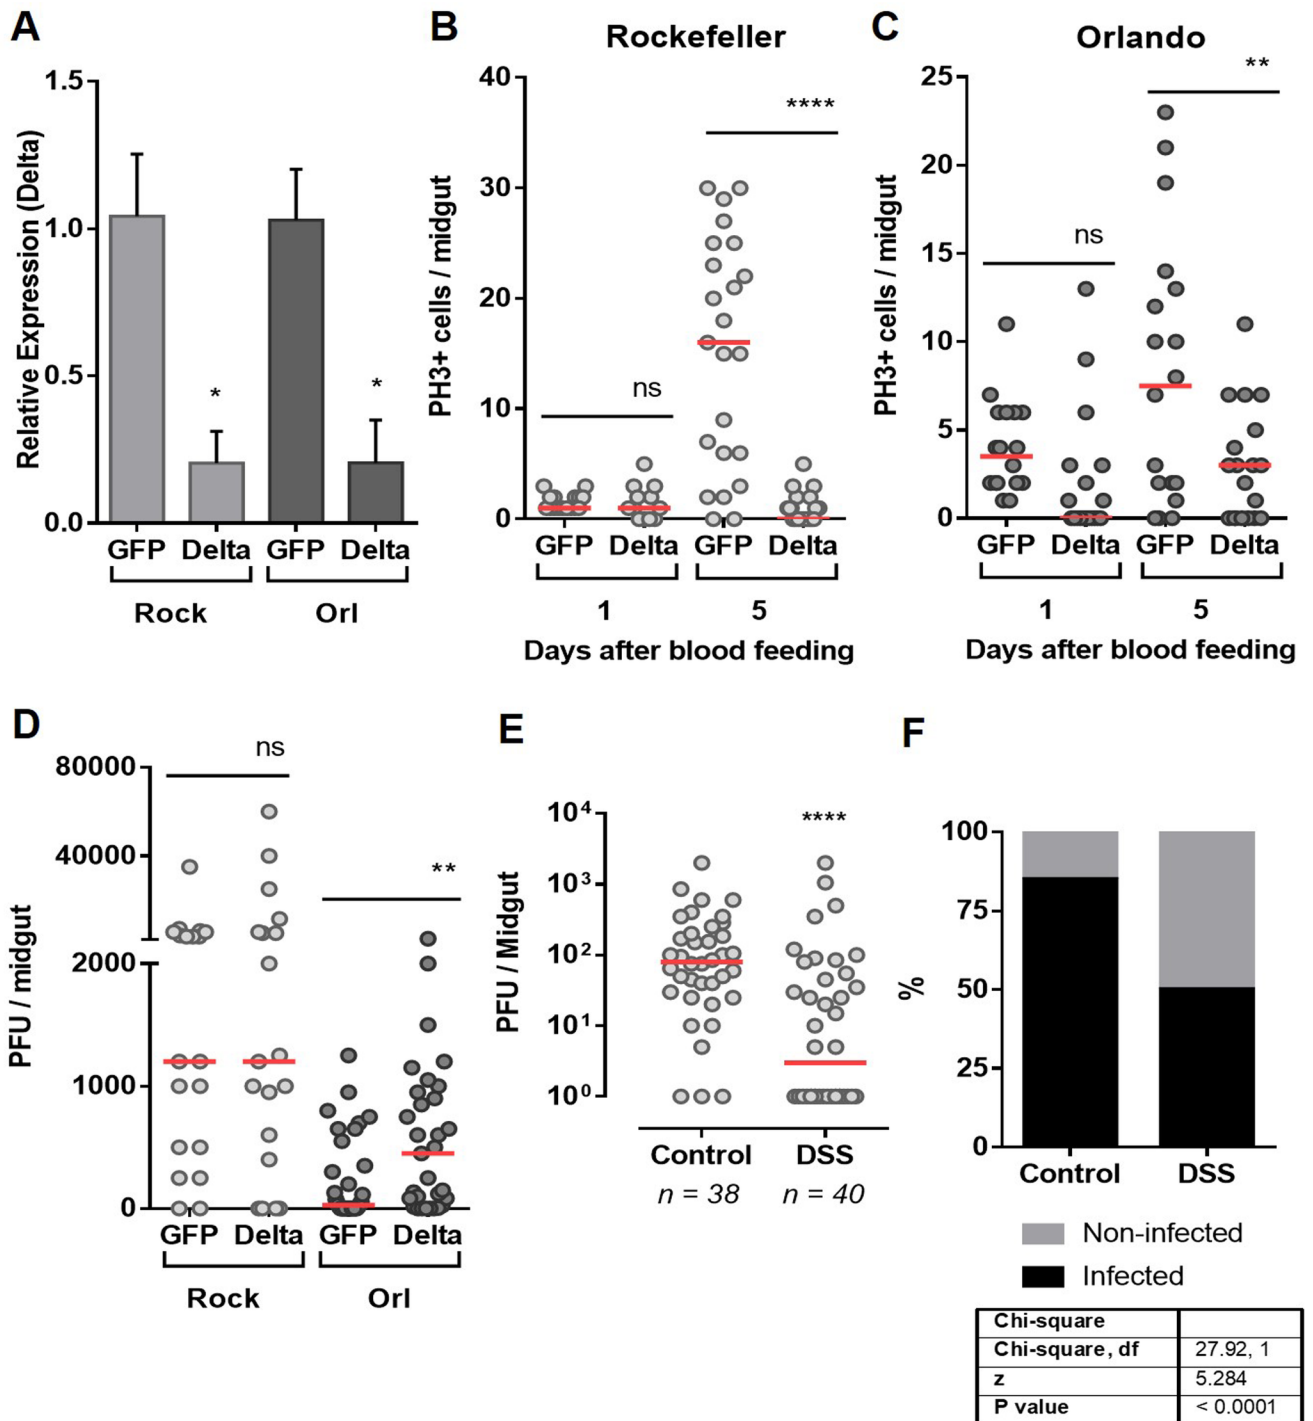 A
Relative Expression (Delta)
1.5
1.0
0.5
0.0
*
*
GFP Delta GFP Delta
Rock Orl
B
Rockefeller
PH3+ cells / midgut
40
30
20
10
0
ns
****
GFP Delta GFP Delta
1 5
Days after blood feeding
C
Orlando
PH3+ cells / midgut
25
20
15
10
5
0
ns
**
GFP Delta GFP Delta
1 5
Days after blood feeding
D
PFU / midgut
80000
40000
2000
1000
0
ns
**
GFP Delta GFP Delta
Rock Orl
E
PFU / Midgut
10⁴
10³
10²
10¹
10⁰
****
Control DSS
n = 38 n = 40
F
%
100
75
50
25
0
Control DSS
Non-infected
Infected
Chi-square
Chi-square, df 27.92, 1
z 5.284
P value < 0.0001